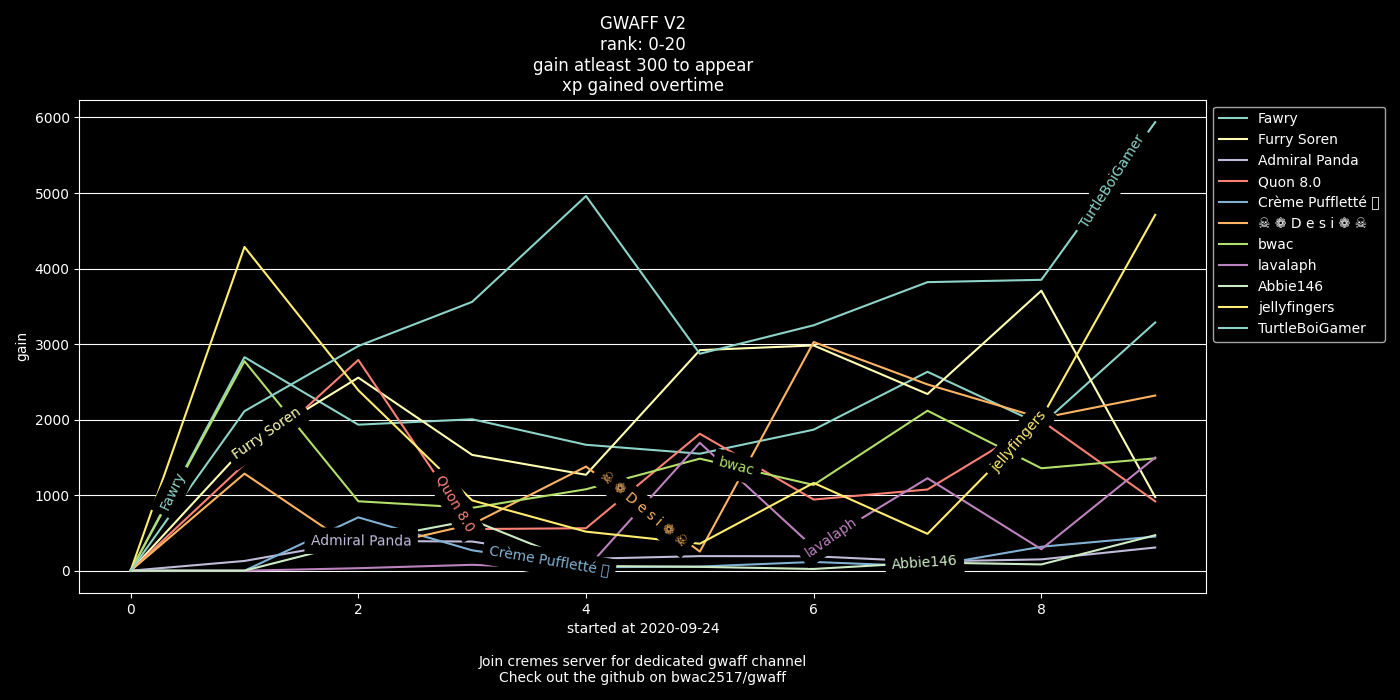 GWAFF V2
rank: 0-20
gain atleast 300 to appear
xp gained overtime
6000
5000
4000
3000
2000
1000
0
gain
0
2
4
6
8
started at 2020-09-24
Join cremes server for dedicated gwaff channel
Check out the github on bwac2517/gwaff
Fawry
Furry Soren
Admiral Panda
Quon 8.0
Crème Puffletté
☠ ❁ D e s i ❁ ☠
bwac
lavalaph
Abbie146
jellyfingers
TurtleBoiGamer
Fawry
Furry Soren
Admiral Panda
Quon 8.0
Crème Puffletté
☠ ❁ D e s i ❁ ☠
bwac
lavalaph
Abbie146
jellyfingers
TurtleBoiGamer